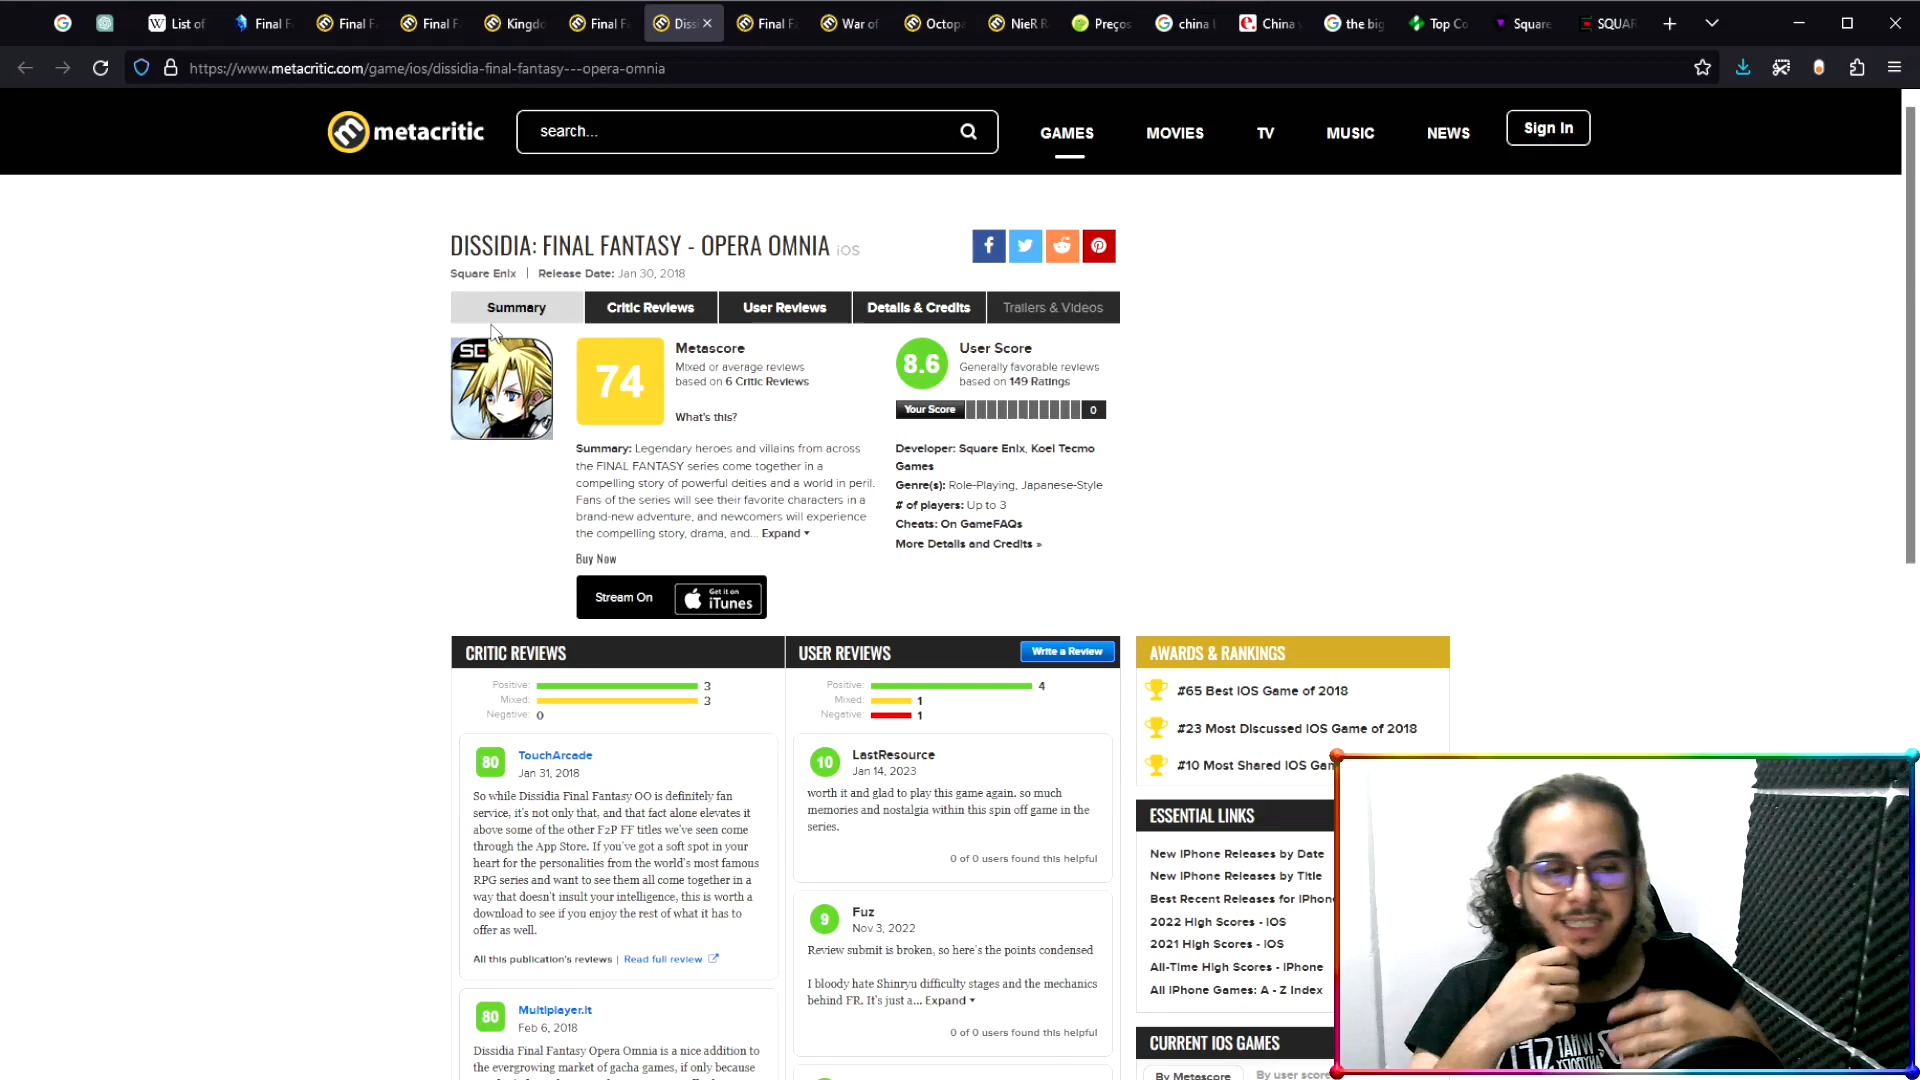 List of
Final F
Final F
Final F
Kingdo
Final F
Diss
Final F
War of
Octop
NieR R
Preços
china
China
the big
Top Co
Square
SQUAR
https://www.metacritic.com/game/ios/dissidia-final-fantasy---opera-omnia
metacritic
search...
GAMES
MOVIES
TV
MUSIC
NEWS
Sign In
DISSIDIA: FINAL FANTASY - OPERA OMNIA iOS
Square Enix | Release Date: Jan 30, 2018
Summary
Critic Reviews
User Reviews
Details & Credits
Trailers & Videos
SE
74
Metascore
Mixed or average reviews
based on 6 Critic Reviews
What's this?
Summary: Legendary heroes and villains from across
the FINAL FANTASY series come together in a
compelling story of powerful deities and a world in peril.
Fans of the series will see their favorite characters in a
brand-new adventure, and newcomers will experience
the compelling story, drama, and... Expand
Buy Now
Stream On
Get it on
iTunes
8.6
User Score
Generally favorable reviews
based on 149 Ratings
Your Score
0
Developer: Square Enix, Koei Tecmo
Games
Genre(s): Role-Playing, Japanese-Style
# of players: Up to 3
Cheats: On GameFAQs
More Details and Credits »
CRITIC REVIEWS
Positive: 3
Mixed: 3
Negative: 0
80
TouchArcade
Jan 31, 2018
So while Dissidia Final Fantasy OO is definitely fan
service, it's not only that, and that fact alone elevates it
above some of the other F2P FF titles we've seen come
through the App Store. If you've got a soft spot in your
heart for the personalities from the world's most famous
RPG series and want to see them all come together in a
way that doesn't insult your intelligence, this is worth a
download to see if you enjoy the rest of what it has to
offer as well.
All this publication's reviews | Read full review
80
Multiplayer.it
Feb 6, 2018
Dissidia Final Fantasy Opera Omnia is a nice addition to
the evergrowing market of gacha games, if only because
USER REVIEWS
Write a Review
Positive: 4
Mixed: 1
Negative: 1
10
LastResource
Jan 14, 2023
worth it and glad to play this game again. so much
memories and nostalgia within this spin off game in the
series.
0 of 0 users found this helpful
9
Fuz
Nov 3, 2022
Review submit is broken, so here's the points condensed
I bloody hate Shinryu difficulty stages and the mechanics
behind FR. It's just a... Expand
0 of 0 users found this helpful
AWARDS & RANKINGS
#65 Best iOS Game of 2018
#23 Most Discussed iOS Game of 2018
#10 Most Shared iOS Gam
ESSENTIAL LINKS
New iPhone Releases by Date
New iPhone Releases by Title
Best Recent Releases for iPhone
2022 High Scores - iOS
2021 High Scores - iOS
All-Time High Scores - iPhone
All iPhone Games: A - Z Index
CURRENT IOS GAMES
By Metascore
By user score
WHAT